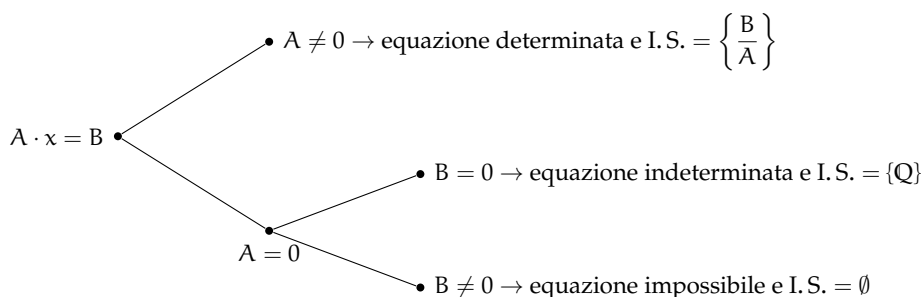 A ≠ 0 → equazione determinata e I. S. = { B/A }
A · x = B
B = 0 → equazione indeterminata e I. S. = {ℚ}
A = 0
B ≠ 0 → equazione impossibile e I. S. = ∅